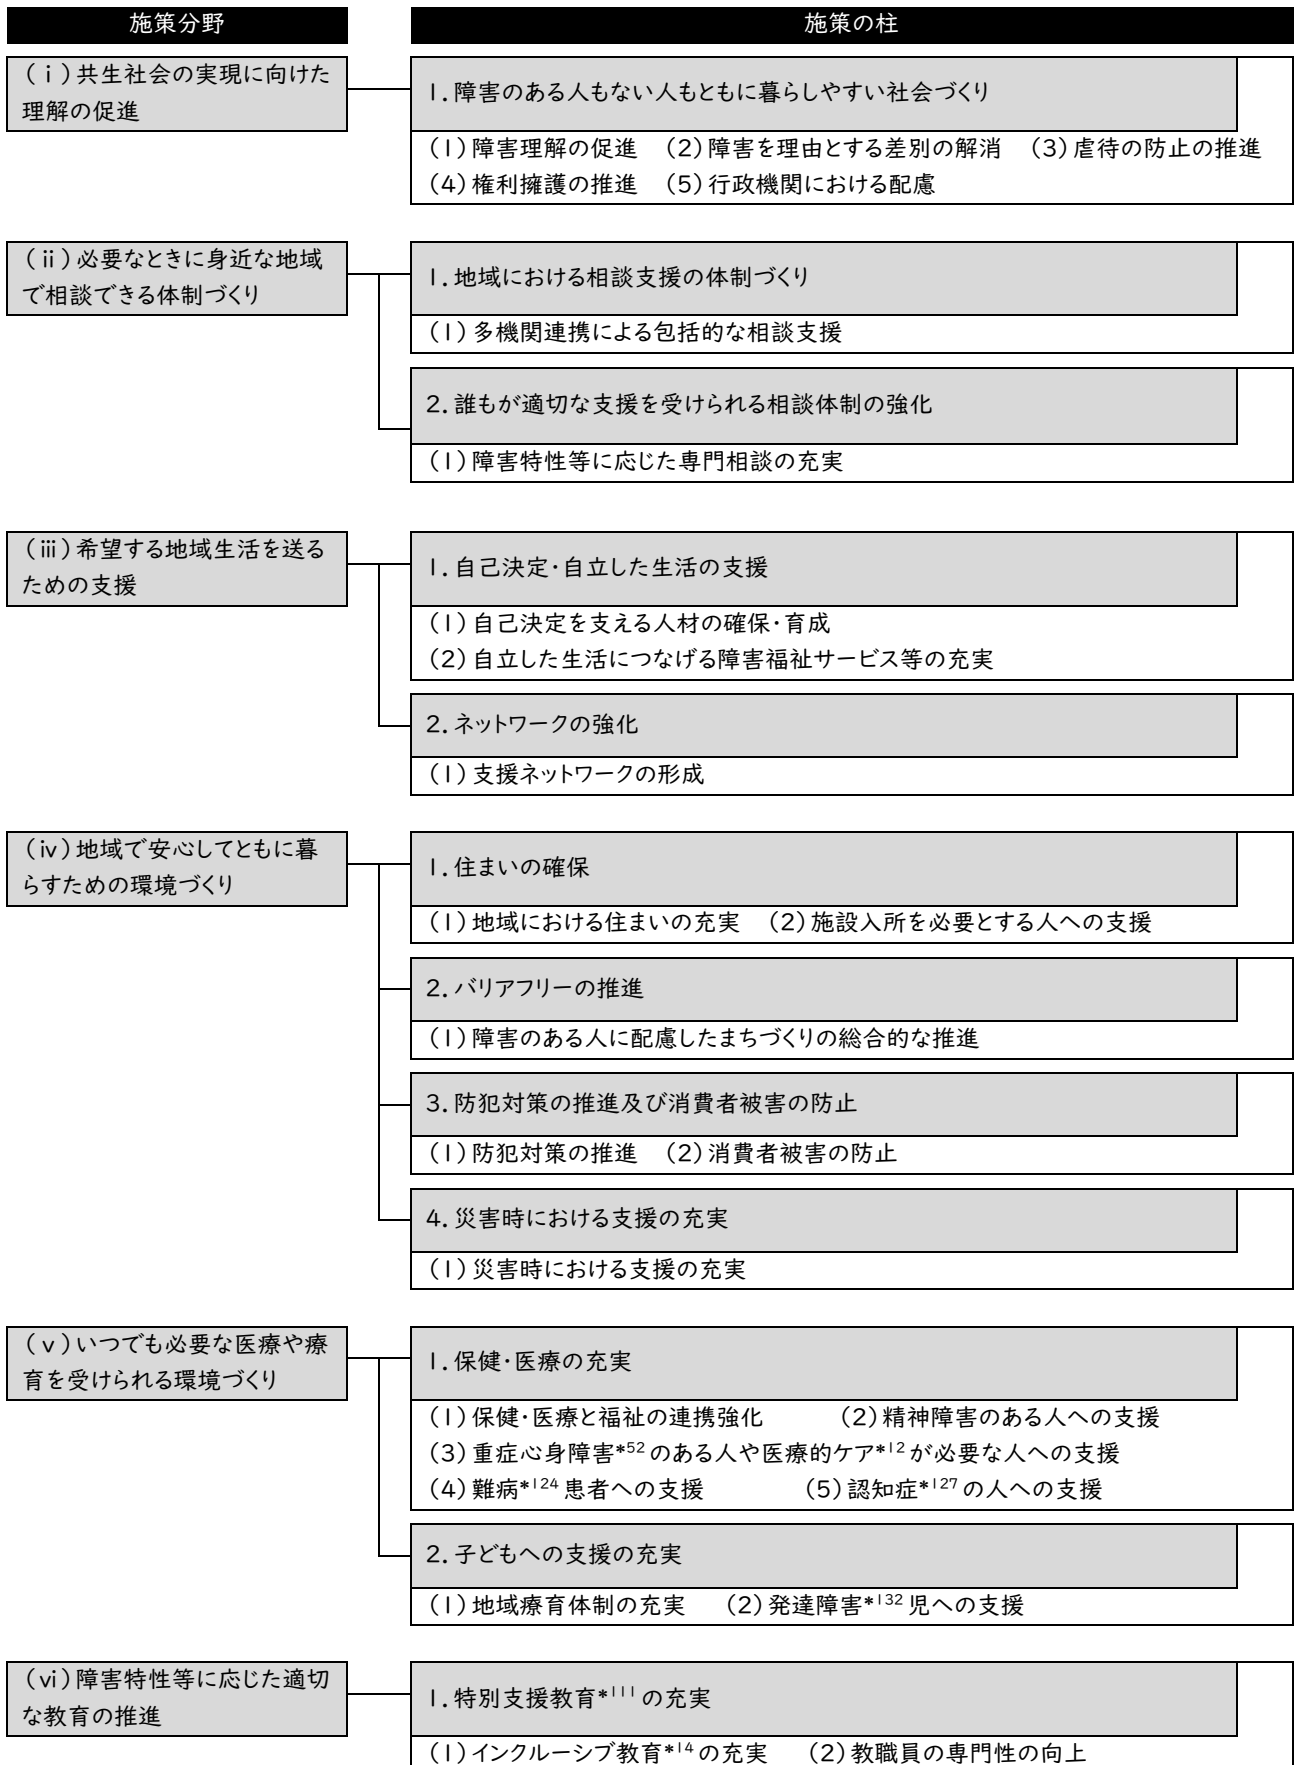 施策分野
施策の柱
(ⅰ)共生社会の実現に向けた
理解の促進
1.障害のある人もない人もともに暮らしやすい社会づくり
(1)障害理解の促進 (2)障害を理由とする差別の解消 (3)虐待の防止の推進
(4)権利擁護の推進 (5)行政機関における配慮
(ⅱ)必要なときに身近な地域
で相談できる体制づくり
1.地域における相談支援の体制づくり
(1)多機関連携による包括的な相談支援
2.誰もが適切な支援を受けられる相談体制の強化
(1)障害特性等に応じた専門相談の充実
(ⅲ)希望する地域生活を送る
ための支援
1.自己決定・自立した生活の支援
(1)自己決定を支える人材の確保・育成
(2)自立した生活につなげる障害福祉サービス等の充実
2.ネットワークの強化
(1)支援ネットワークの形成
(ⅳ)地域で安心してともに暮
らすための環境づくり
1.住まいの確保
(1)地域における住まいの充実 (2)施設入所を必要とする人への支援
2.バリアフリーの推進
(1)障害のある人に配慮したまちづくりの総合的な推進
3.防犯対策の推進及び消費者被害の防止
(1)防犯対策の推進 (2)消費者被害の防止
4.災害時における支援の充実
(1)災害時における支援の充実
(ⅴ)いつでも必要な医療や療
育を受けられる環境づくり
1.保健・医療の充実
(1)保健・医療と福祉の連携強化 (2)精神障害のある人への支援
(3)重症心身障害*52のある人や医療的ケア*12が必要な人への支援
(4)難病*124患者への支援 (5)認知症*127の人への支援
2.子どもへの支援の充実
(1)地域療育体制の充実 (2)発達障害*132児への支援
(ⅵ)障害特性等に応じた適切
な教育の推進
1.特別支援教育*111の充実
(1)インクルーシブ教育*14の充実 (2)教職員の専門性の向上